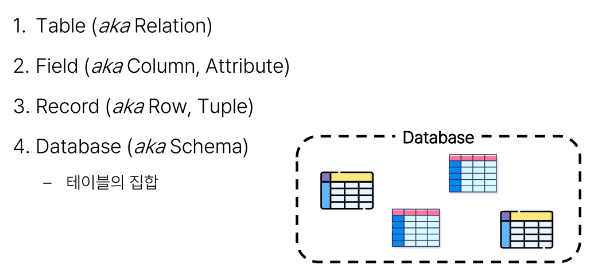 1. Table (aka Relation)
2. Field (aka Column, Attribute)
3. Record (aka Row, Tuple)
4. Database (aka Schema)
– 테이블의 집합
Database